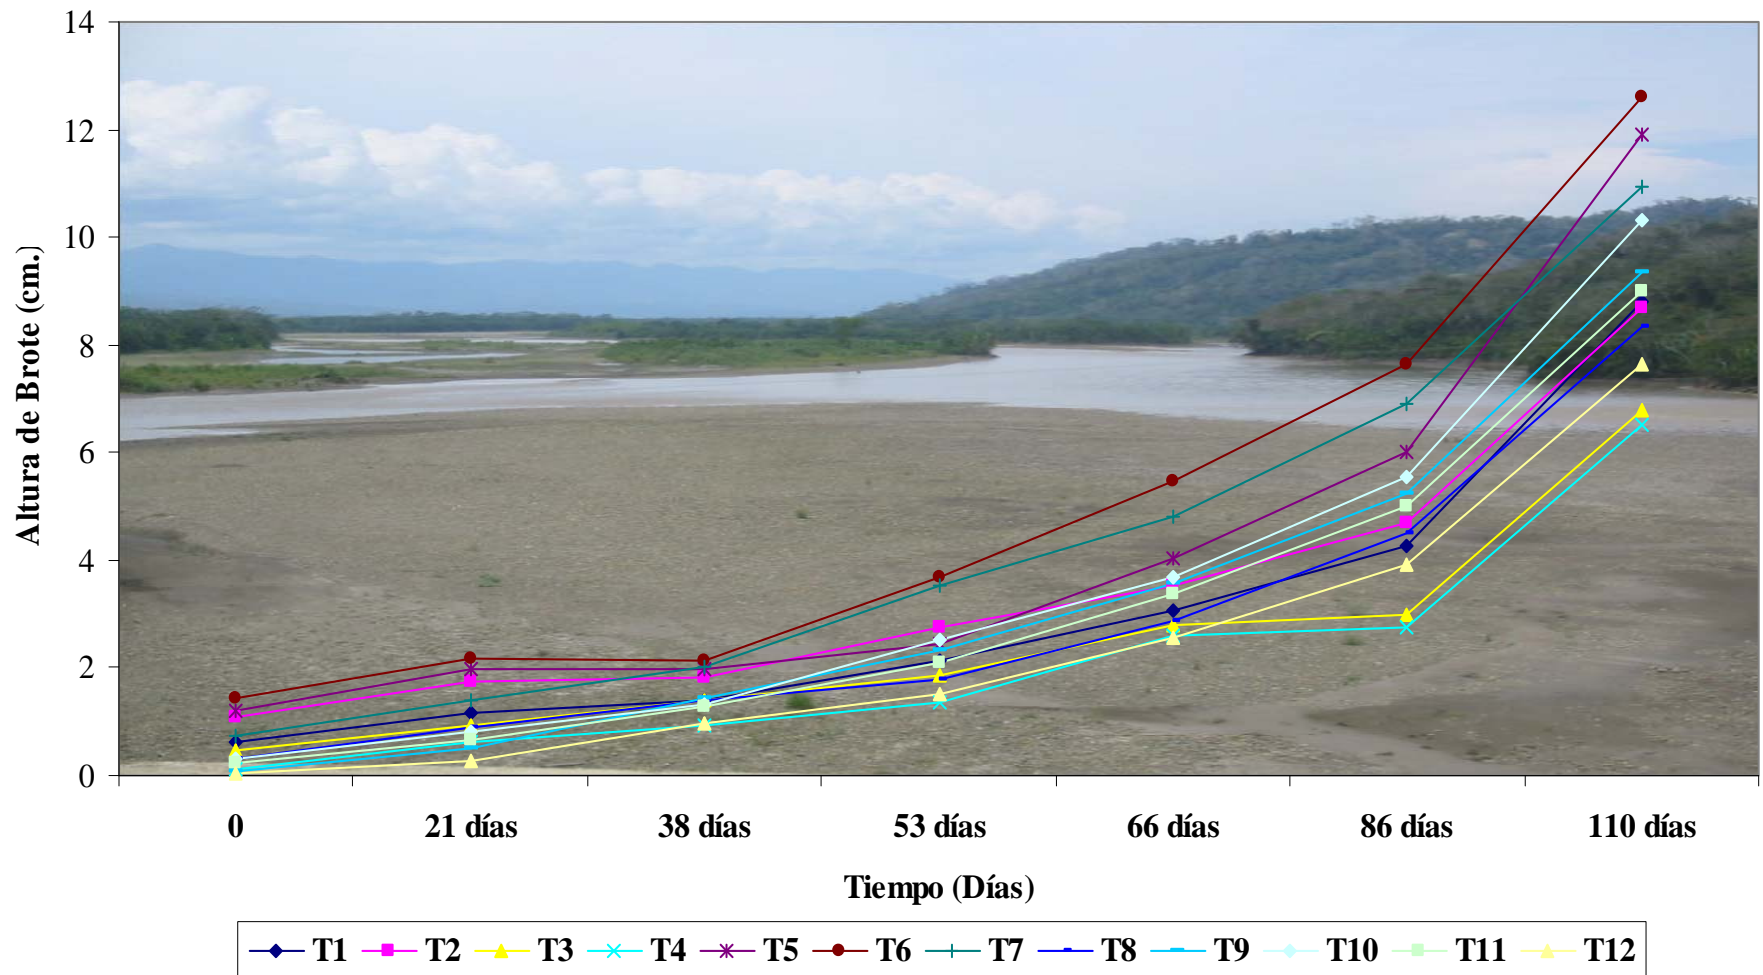 14
12
10
8
6
4
2
0
Altura de Brote (cm.)
0 21 días 38 días 53 días 66 días 86 días 110 días
Tiempo (Días)
T1 T2 T3 T4 T5 T6 T7 T8 T9 T10 T11 T12